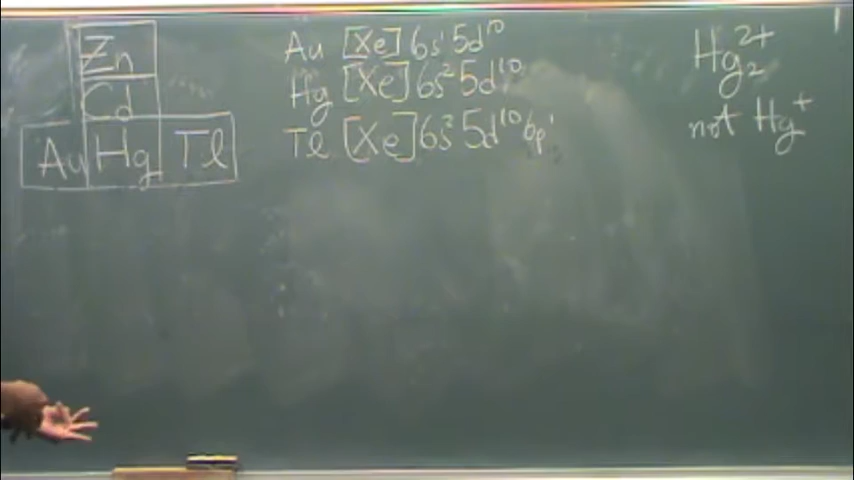 Zn
Cd
Au Hg Tl
Au [Xe] 6s¹ 5d¹⁰
Hg [Xe] 6s² 5d¹⁰
Tl [Xe] 6s² 5d¹⁰ 6p¹
Hg₂²⁺
not Hg⁺